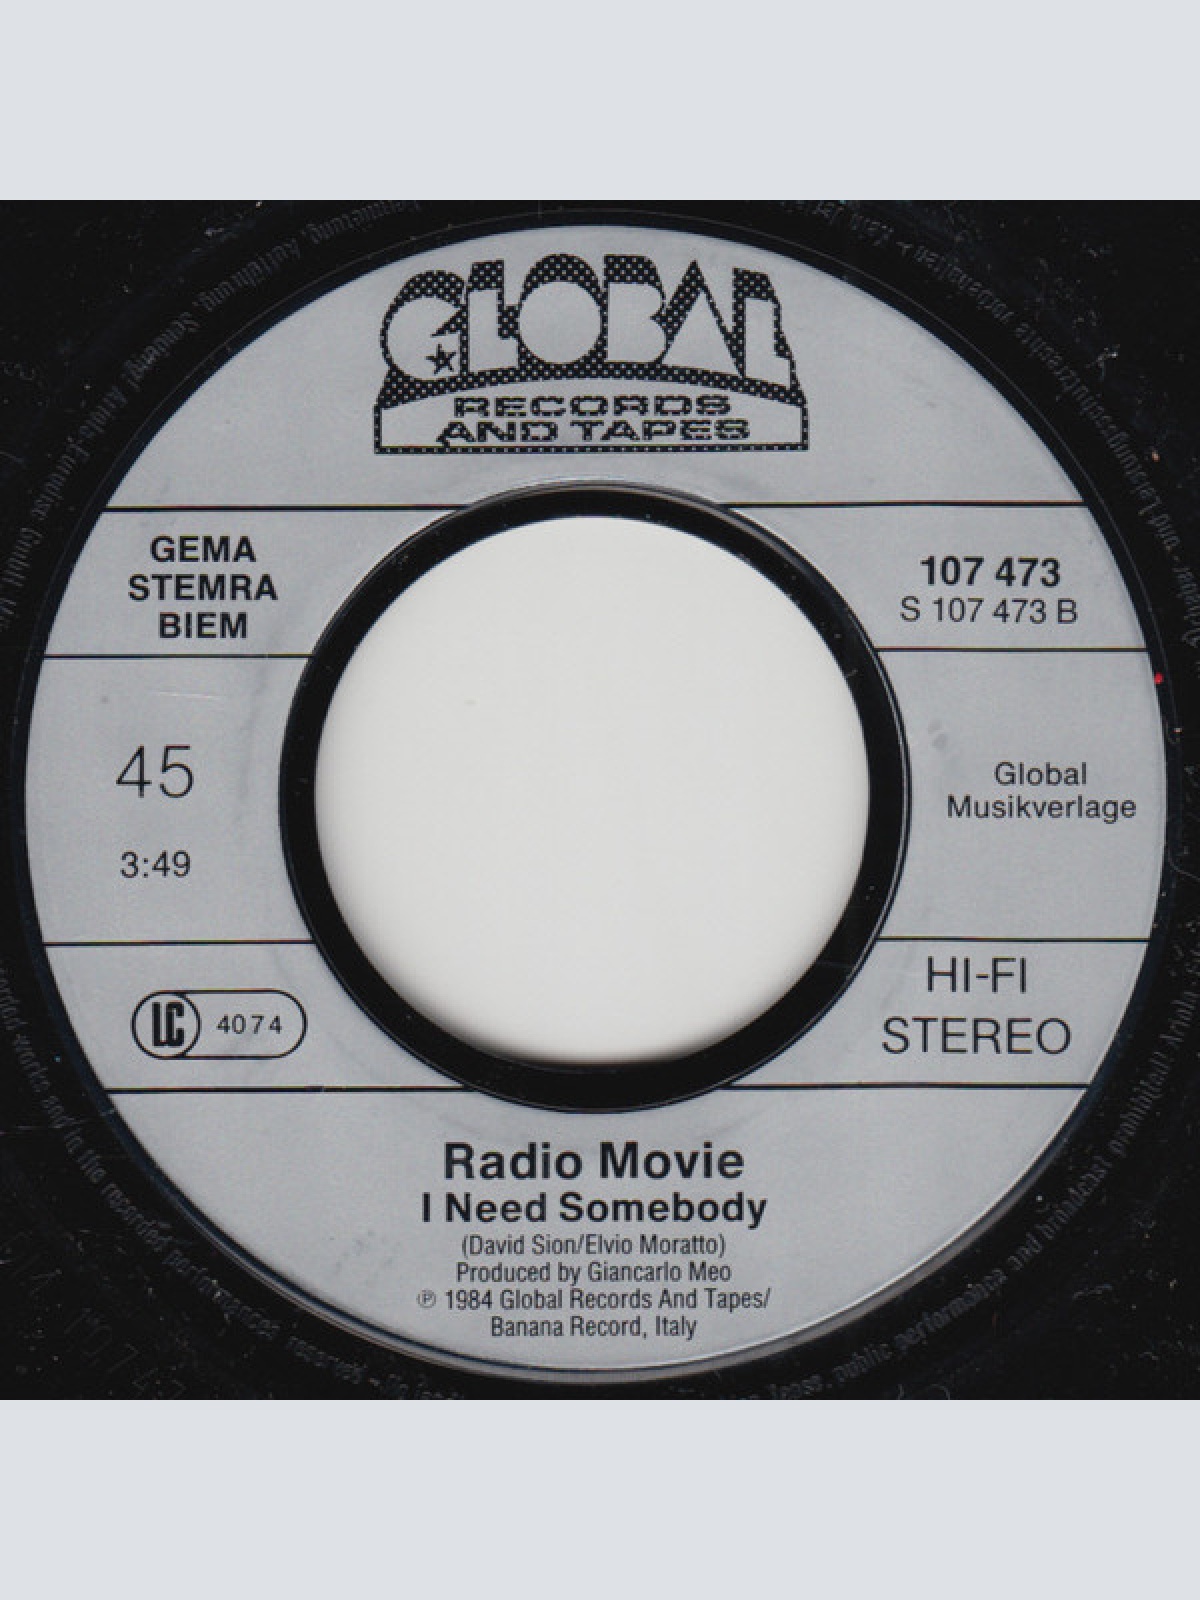 GLOBAL
RECORDS
AND TAPES
GEMA
STEMRA
BIEM
107 473
S 107 473 B
45
3:49
Global
Musikverlage
LC 4074
HI-FI
STEREO
Radio Movie
I Need Somebody
(David Sion/Elvio Moratto)
Produced by Giancarlo Meo
℗ 1984 Global Records And Tapes/
Banana Record, Italy